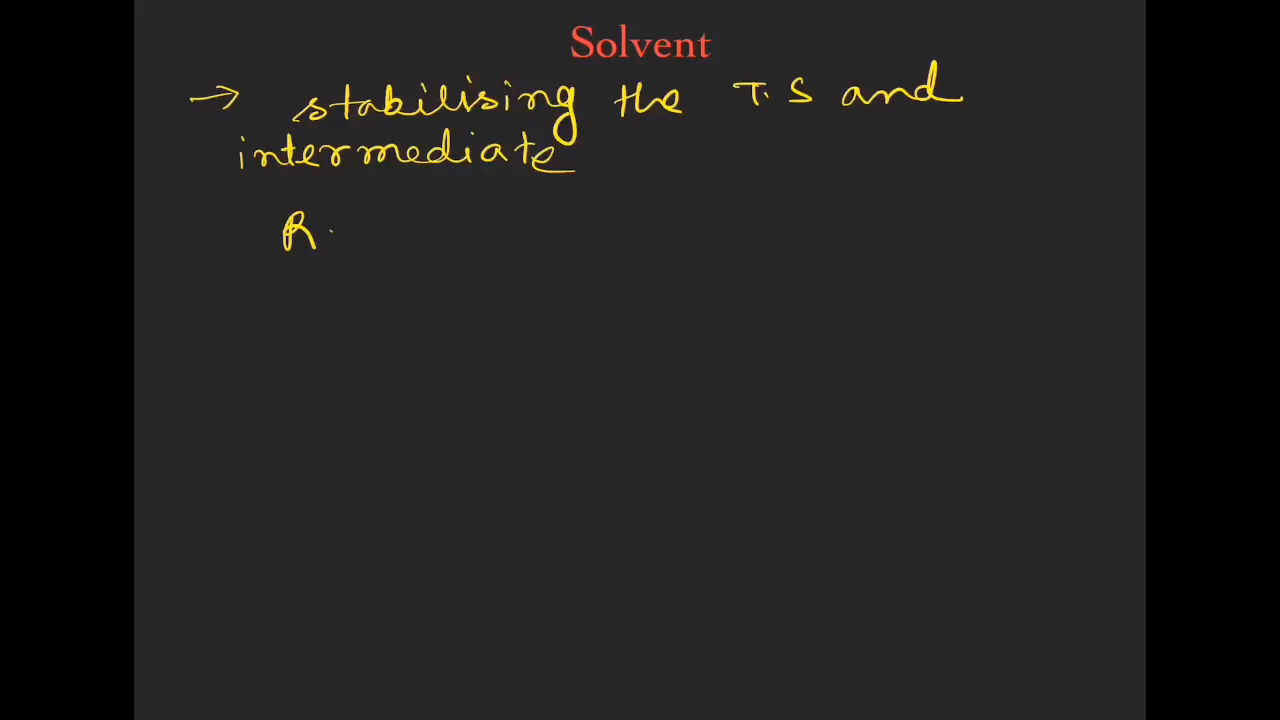 Solvent
→ stabilising the T.S and
intermediate
R